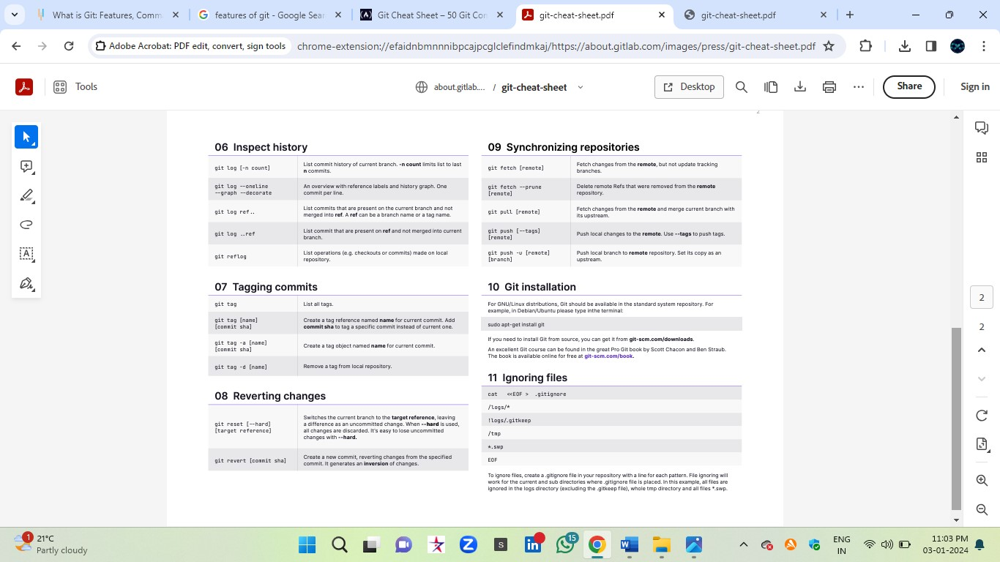 What is Git: Features, Comm
features of git - Google Sear
Git Cheat Sheet – 50 Git Con
git-cheat-sheet.pdf
git-cheat-sheet.pdf
Adobe Acrobat: PDF edit, convert, sign tools
chrome-extension://efaidnbmnnnibpcajpcglclefindmkaj/https://about.gitlab.com/images/press/git-cheat-sheet.pdf
Tools
about.gitlab.... / git-cheat-sheet
Desktop
Share
Sign in
2
06 Inspect history
git log [-n count]
List commit history of current branch. -n count limits list to last
n commits.
git log --oneline
--graph --decorate
An overview with reference labels and history graph. One
commit per line.
git log ref..
List commits that are present on the current branch and not
merged into ref. A ref can be a branch name or a tag name.
git log ..ref
List commit that are present on ref and not merged into current
branch.
git reflog
List operations (e.g. checkouts or commits) made on local
repository.
07 Tagging commits
git tag
List all tags.
git tag [name]
[commit sha]
Create a tag reference named name for current commit. Add
commit sha to tag a specific commit instead of current one.
git tag -a [name]
[commit sha]
Create a tag object named name for current commit.
git tag -d [name]
Remove a tag from local repository.
08 Reverting changes
git reset [--hard]
[target reference]
Switches the current branch to the target reference, leaving
a difference as an uncommitted change. When --hard is used,
all changes are discarded. It's easy to lose uncommitted
changes with --hard.
git revert [commit sha]
Create a new commit, reverting changes from the specified
commit. It generates an inversion of changes.
09 Synchronizing repositories
git fetch [remote]
Fetch changes from the remote, but not update tracking
branches.
git fetch --prune
[remote]
Delete remote Refs that were removed from the remote
repository.
git pull [remote]
Fetch changes from the remote and merge current branch with
its upstream.
git push [--tags]
[remote]
Push local changes to the remote. Use --tags to push tags.
git push -u [remote]
[branch]
Push local branch to remote repository. Set its copy as an
upstream.
10 Git installation
For GNU/Linux distributions, Git should be available in the standard system repository. For
example, in Debian/Ubuntu please type inthe terminal:
sudo apt-get install git
If you need to install Git from source, you can get it from git-scm.com/downloads.
An excellent Git course can be found in the great Pro Git book by Scott Chacon and Ben Straub.
The book is available online for free at git-scm.com/book.
11 Ignoring files
cat <<EOF > .gitignore
/logs/*
!logs/.gitkeep
/tmp
*.swp
EOF
To ignore files, create a .gitignore file in your repository with a line for each pattern. File ignoring will
work for the current and sub directories where .gitignore file is placed. In this example, all files are
ignored in the logs directory (excluding the .gitkeep file), whole tmp directory and all files *.swp.
2
2
1
21°C
Partly cloudy
S
15
ENG
IN
11:03 PM
03-01-2024